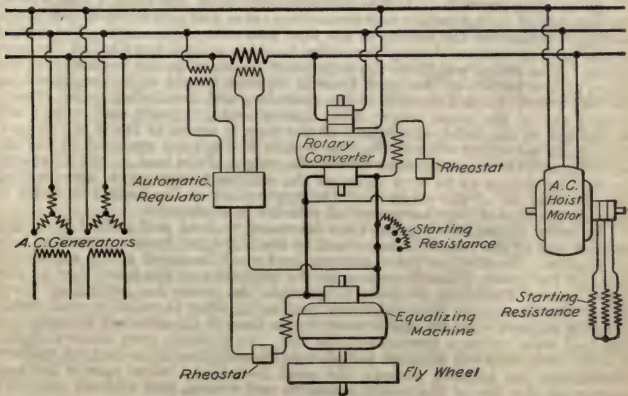 Rotary
Converter
Rheostat
Automatic
Regulator
A.C. Generators
Starting
Resistance
A.C.
Hoist
Motor
Equalizing
Machine
Starting
Resistance
Rheostat
Fly Wheel